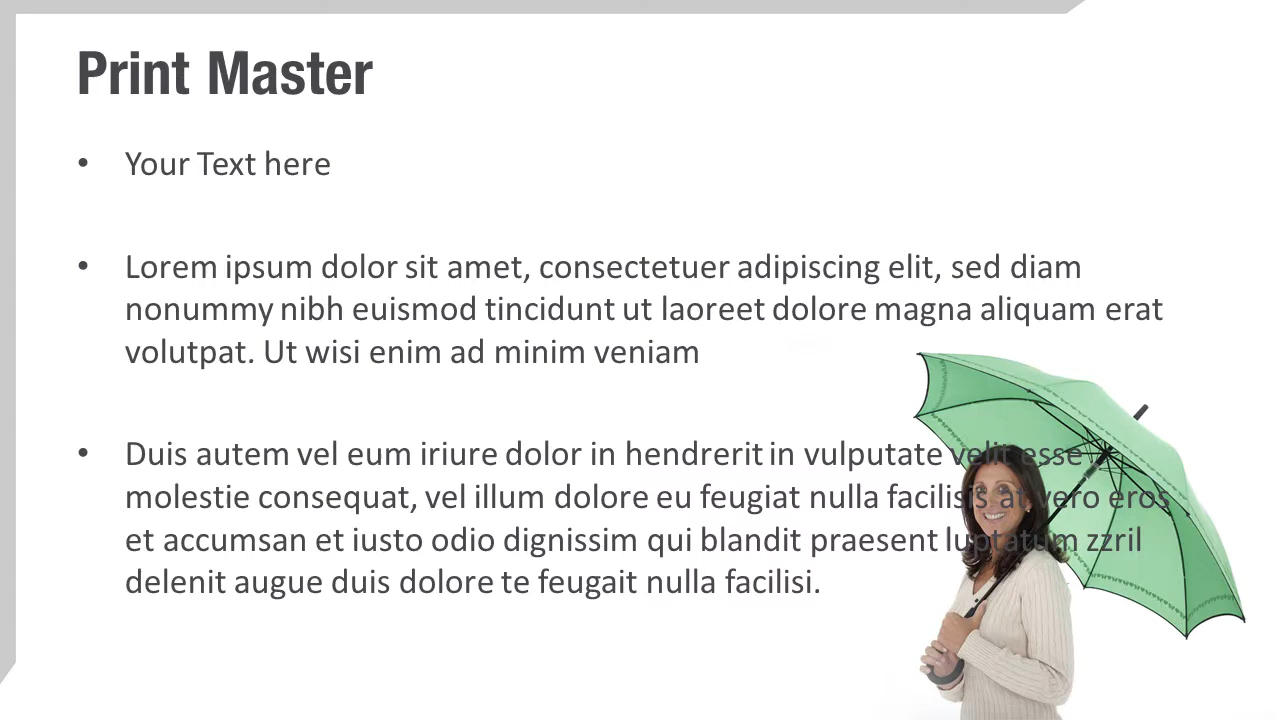 Print Master
• Your Text here
• Lorem ipsum dolor sit amet, consectetuer adipiscing elit, sed diam
nonummy nibh euismod tincidunt ut laoreet dolore magna aliquam erat
volutpat. Ut wisi enim ad minim veniam
• Duis autem vel eum iriure dolor in hendrerit in vulputate velit esse
molestie consequat, vel illum dolore eu feugiat nulla facilisis at vero eros
et accumsan et iusto odio dignissim qui blandit praesent luptatum zzril
delenit augue duis dolore te feugait nulla facilisi.